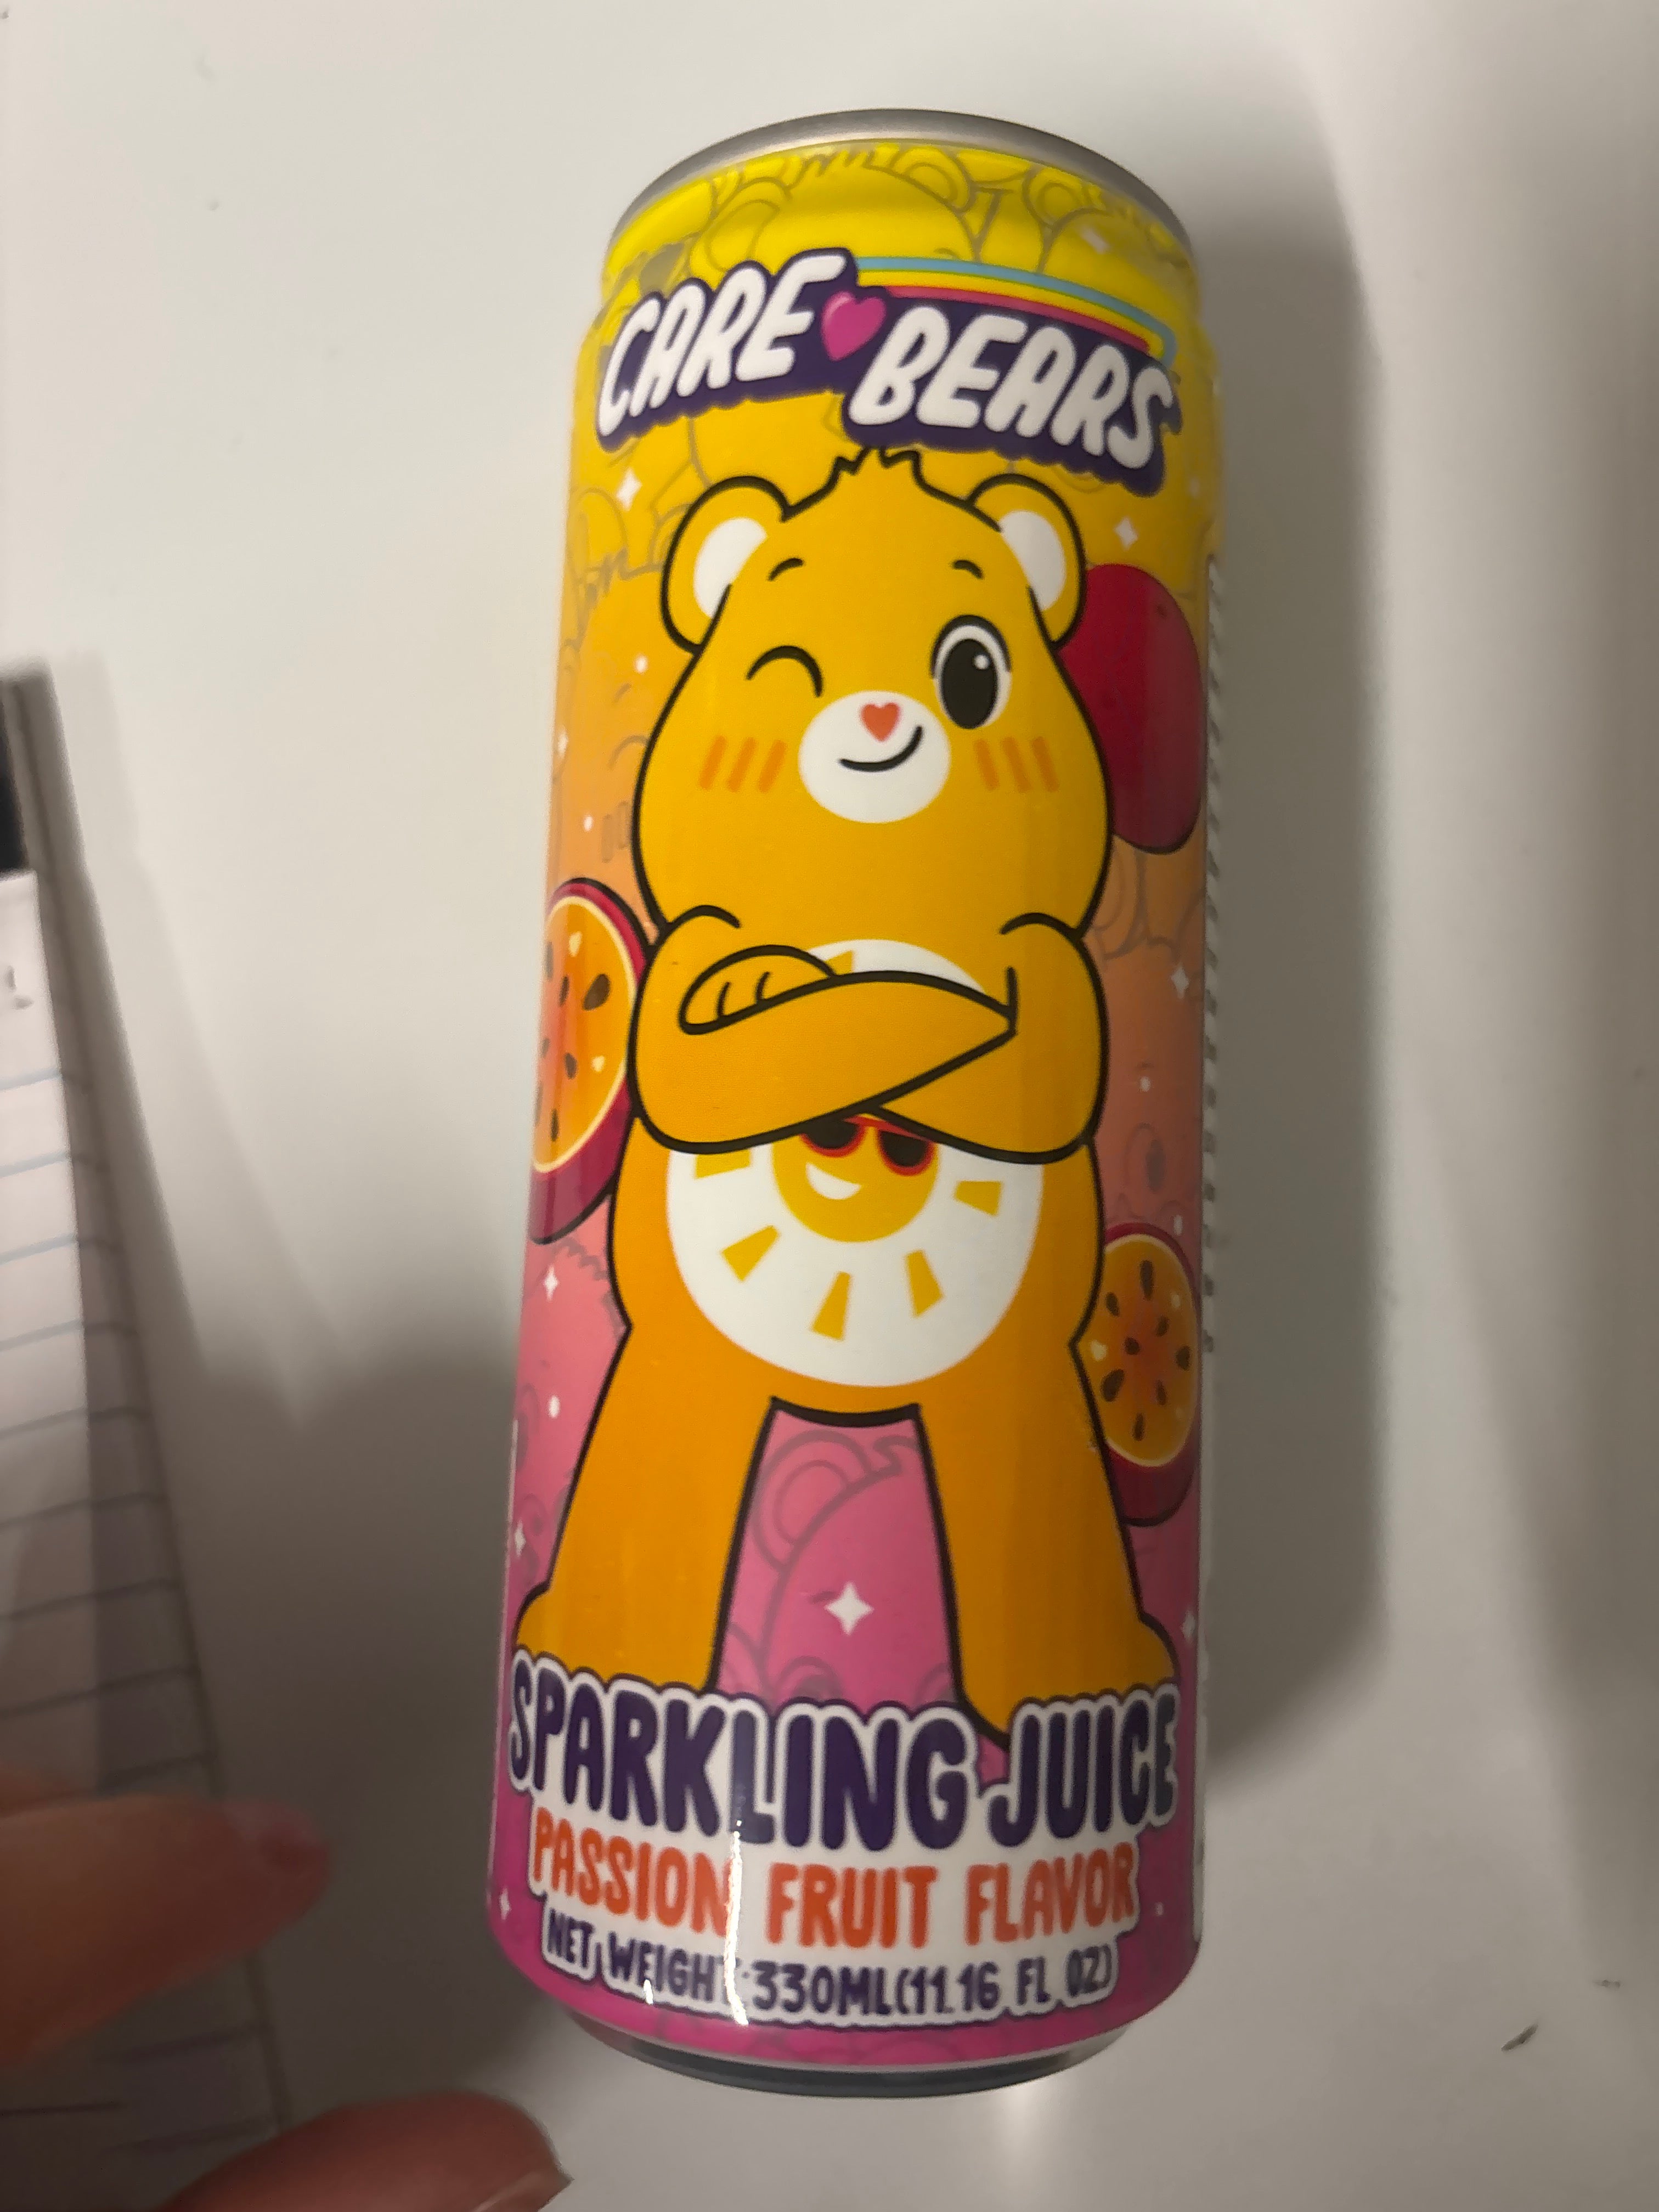 CARE BEARS
SPARKLING JUICE
PASSION FRUIT FLAVOR
NET WEIGHT:330ML(11.16 FL OZ)